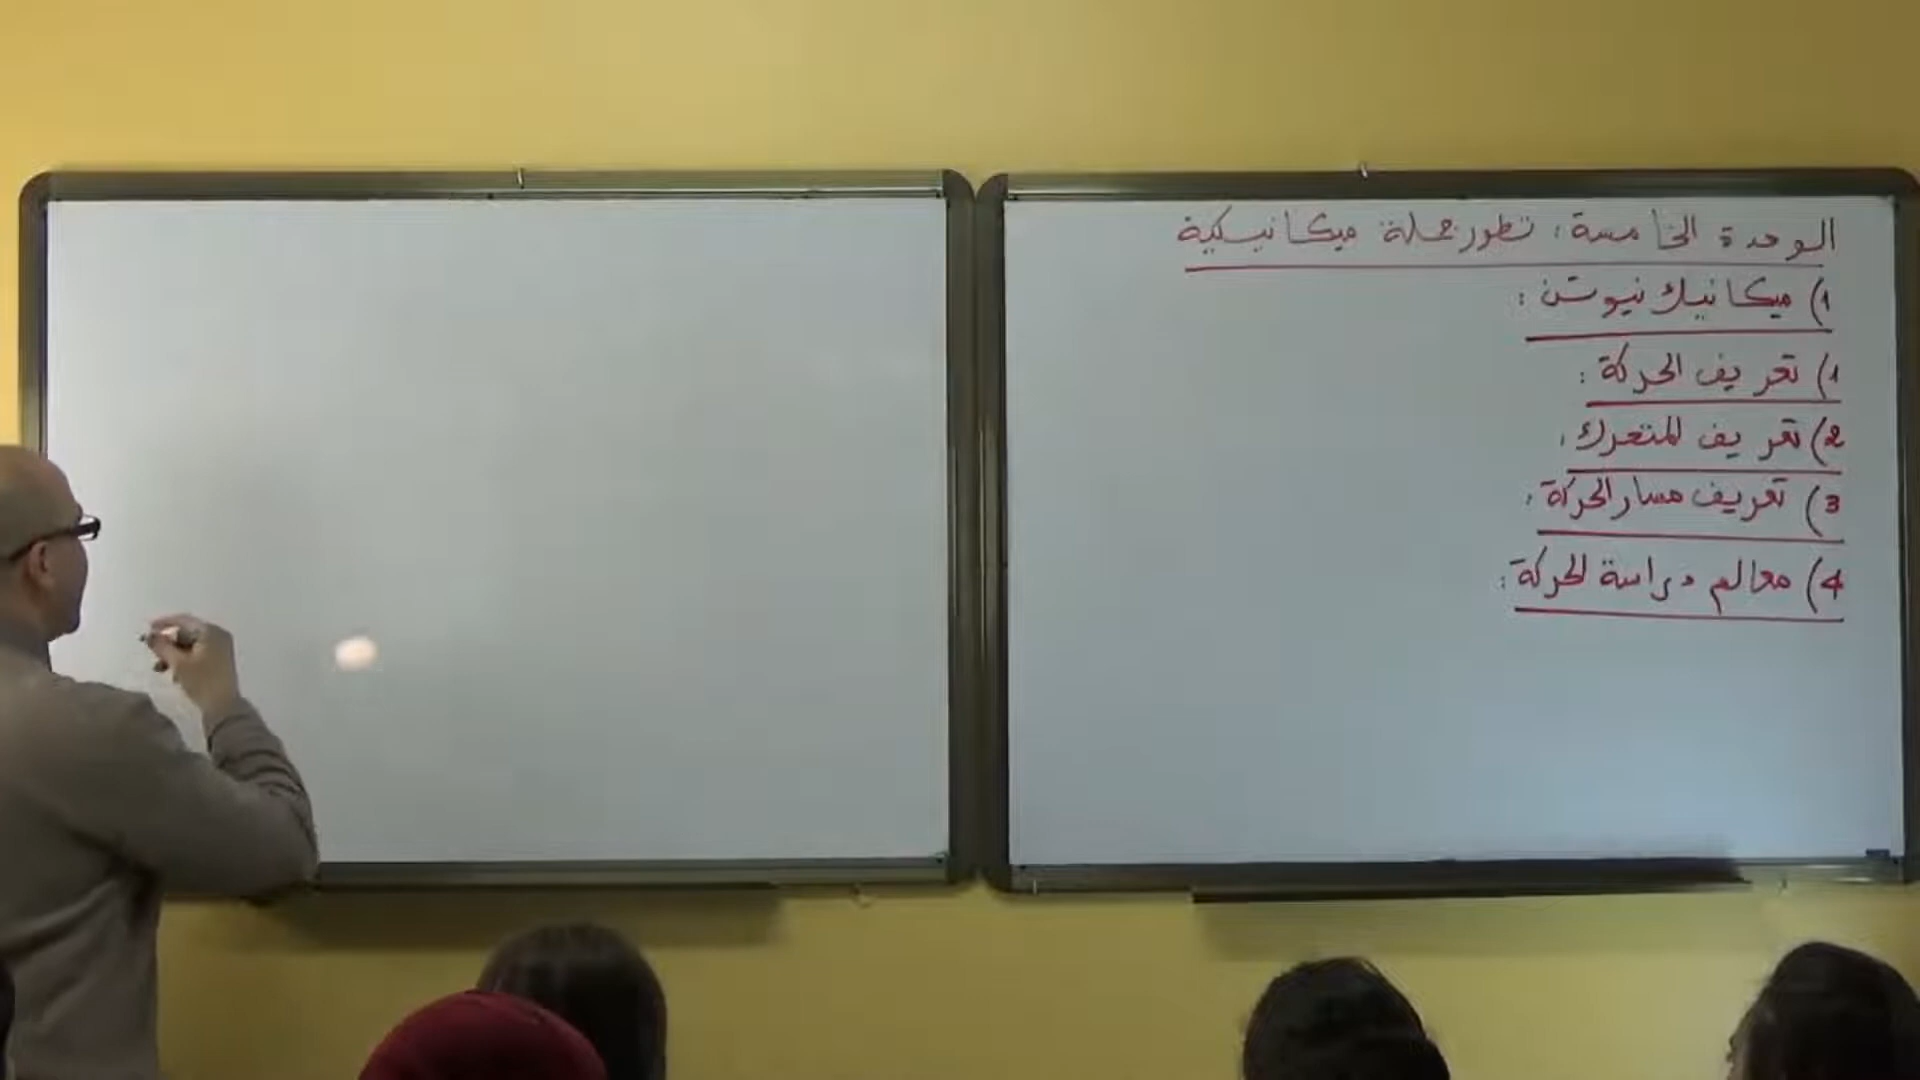 الوحدة الخامسة: تطور جملة ميكانيكية
1) ميكانيك نيوتن:
1) تعريف الحركة:
2) تعريف المتحرك:
3) تعريف مسار الحركة:
4) معالم دراسة الحركة: